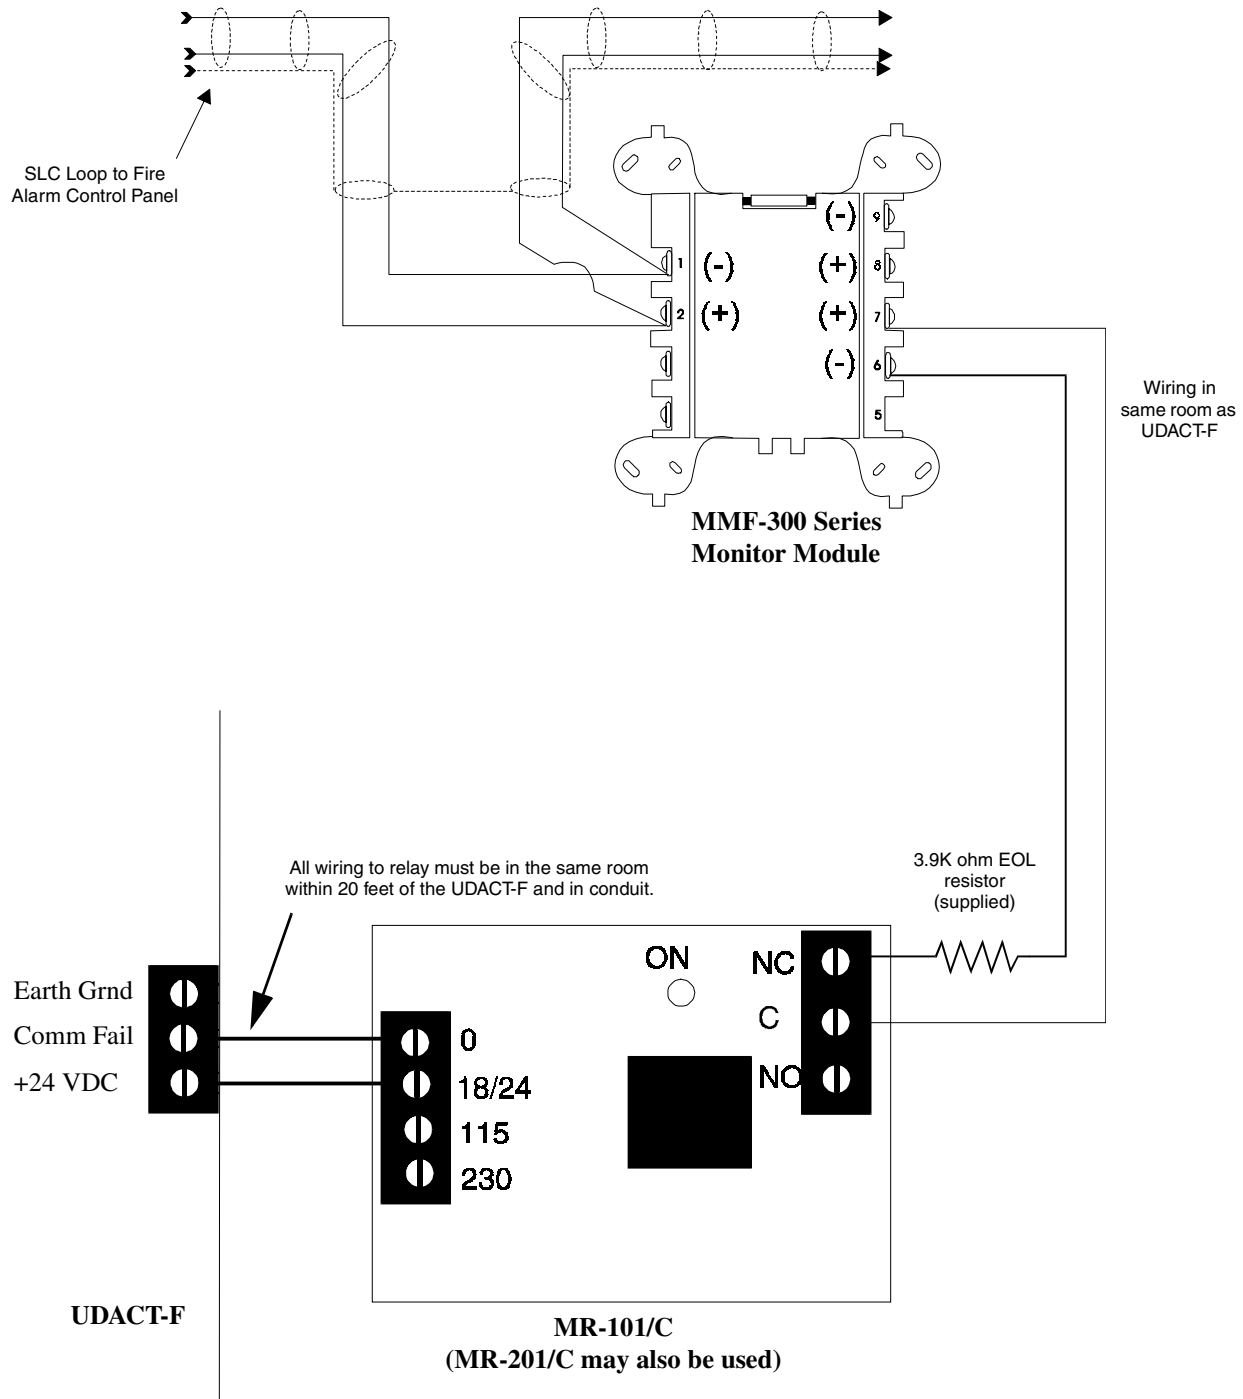 SLC Loop to Fire
Alarm Control Panel
(-) 9
1 (-) (+) 8
2 (+) (+) 7
(-) 6
5
Wiring in
same room as
UDACT-F
MMF-300 Series
Monitor Module
All wiring to relay must be in the same room
within 20 feet of the UDACT-F and in conduit.
3.9K ohm EOL
resistor
(supplied)
ON
NC
C
NO
Earth Grnd
Comm Fail
+24 VDC
0
18/24
115
230
UDACT-F
MR-101/C
(MR-201/C may also be used)